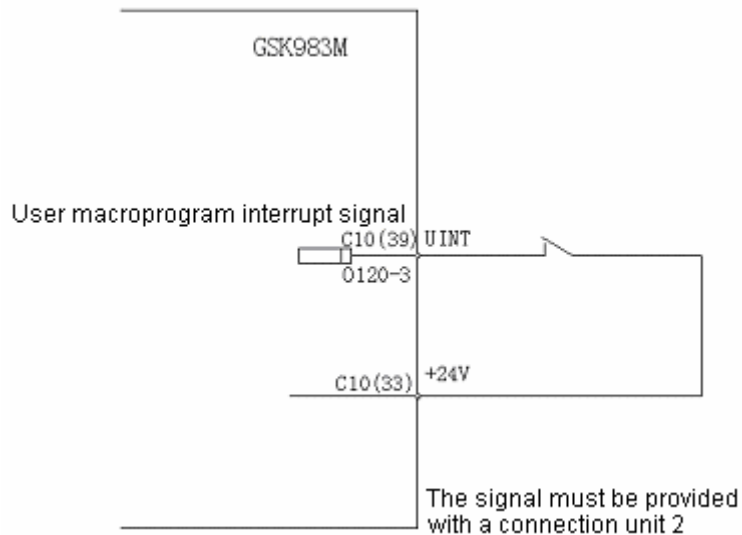 GSK983M
User macroprogram interrupt signal
C10(39) UINT
0120-3
C10(33) +24V
The signal must be provided
with a connection unit 2